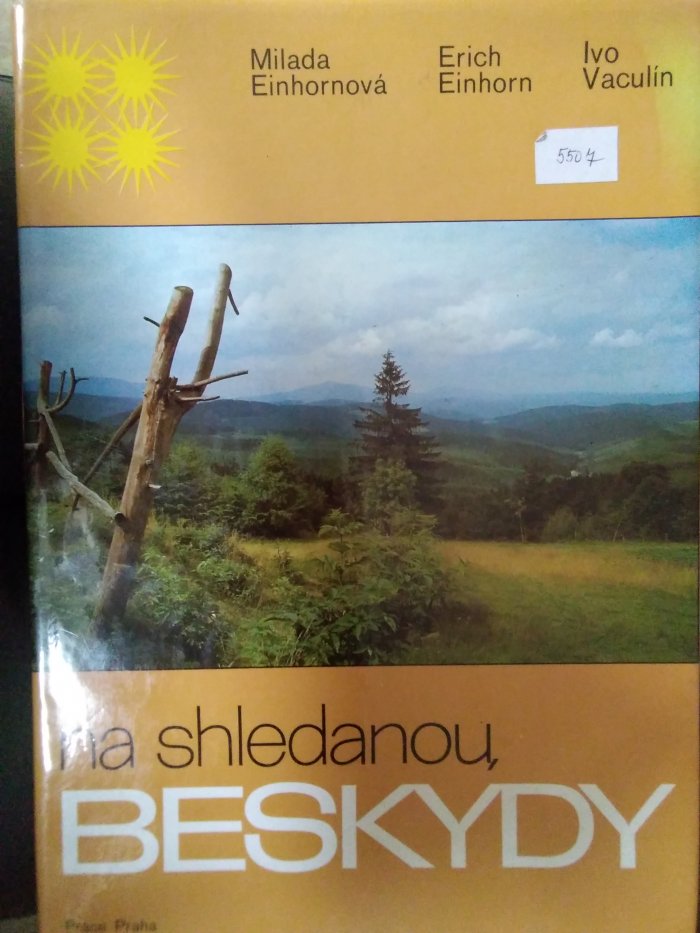 Milada
Einhornová
Erich
Einhorn
Ivo
Vaculín
5507
na shledanou,
BESKYDY
Práce Praha